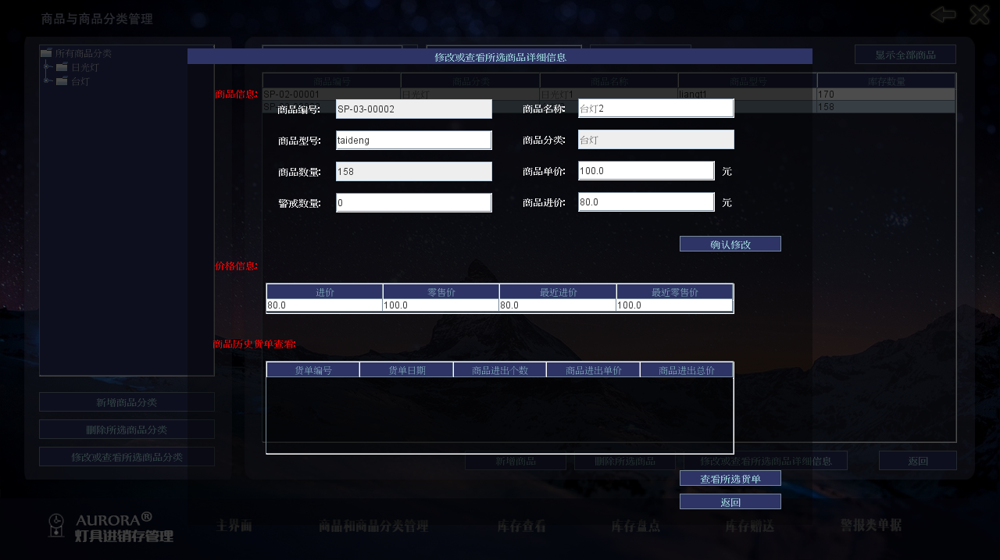 商品与商品分类管理
所有商品分类
日光灯
台灯
显示全部商品
修改或查看所选商品详细信息
商品编号 商品分类 商品名称 商品型号 库存数量
SP-02-00001 日光灯 日光灯1 liangt1 170
158
商品信息:
商品编号: SP-03-00002 商品名称: 台灯2
商品型号: taideng 商品分类: 台灯
商品数量: 158 商品单价: 100.0 元
警戒数量: 0 商品进价: 80.0 元
确认修改
价格信息:
进价 零售价 最近进价 最近零售价
80.0 100.0 80.0 100.0
商品历史货单查看:
货单编号 货单日期 商品进出个数 商品进出单价 商品进出总价
新增商品分类
删除所选商品分类
修改或查看所选商品分类
新增商品 删除所选商品 修改或查看所选商品详细信息 返回
查看所选货单
返回
AURORA®
灯具进销存管理
主界面 商品和商品分类管理 库存查看 库存盘点 库存赠送 警报类单据